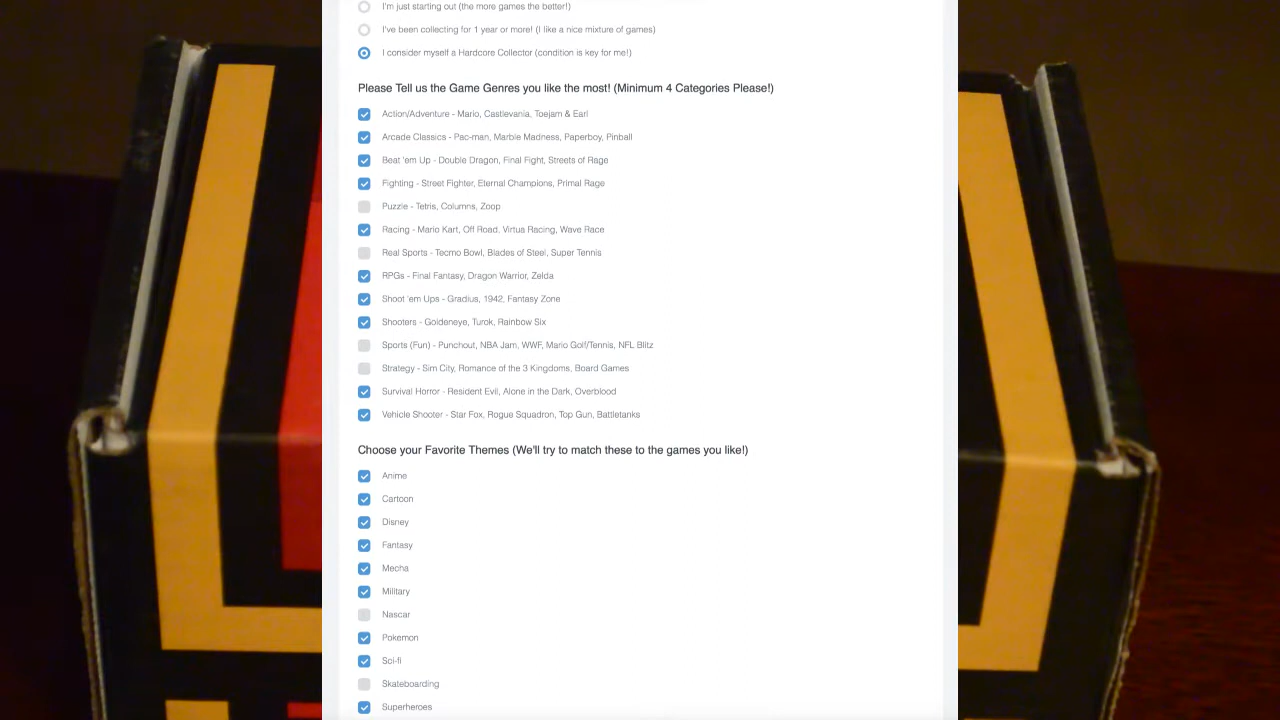 I'm just starting out (the more games the better!)
I've been collecting for 1 year or more! (I like a nice mixture of games)
I consider myself a Hardcore Collector (condition is key for me!)
Please Tell us the Game Genres you like the most! (Minimum 4 Categories Please!)
Action/Adventure - Mario, Castlevania, Toejam & Earl
Arcade Classics - Pac-man, Marble Madness, Paperboy, Pinball
Beat 'em Up - Double Dragon, Final Fight, Streets of Rage
Fighting - Street Fighter, Eternal Champions, Primal Rage
Puzzle - Tetris, Columns, Zoop
Racing - Mario Kart, Off Road, Virtua Racing, Wave Race
Real Sports - Tecmo Bowl, Blades of Steel, Super Tennis
RPGs - Final Fantasy, Dragon Warrior, Zelda
Shoot 'em Ups - Gradius, 1942, Fantasy Zone
Shooters - Goldeneye, Turok, Rainbow Six
Sports (Fun) - Punchout, NBA Jam, WWF, Mario Golf/Tennis, NFL Blitz
Strategy - Sim City, Romance of the 3 Kingdoms, Board Games
Survival Horror - Resident Evil, Alone in the Dark, Overblood
Vehicle Shooter - Star Fox, Rogue Squadron, Top Gun, Battletanks
Choose your Favorite Themes (We'll try to match these to the games you like!)
Anime
Cartoon
Disney
Fantasy
Mecha
Military
Nascar
Pokemon
Sci-fi
Skateboarding
Superheroes